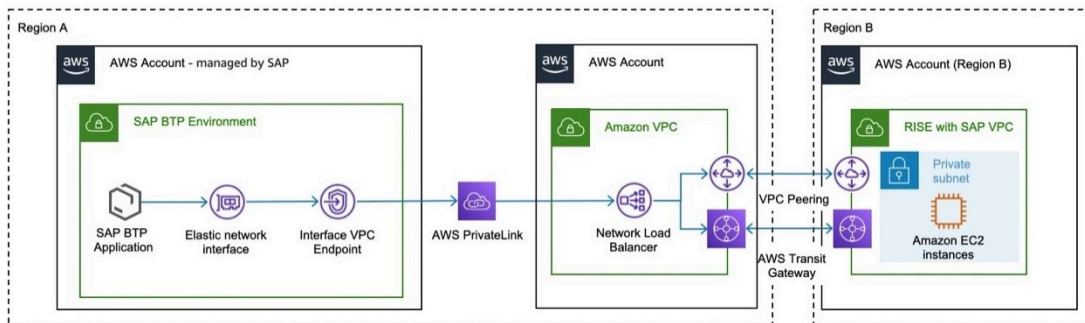 Region A
aws
AWS Account - managed by SAP
SAP BTP Environment
SAP BTP
Application
Elastic network
interface
Interface VPC
Endpoint
AWS PrivateLink
aws
AWS Account
Amazon VPC
Network Load
Balancer
VPC Peering
AWS Transit
Gateway
Region B
aws
AWS Account (Region B)
RISE with SAP VPC
Private
subnet
Amazon EC2
instances